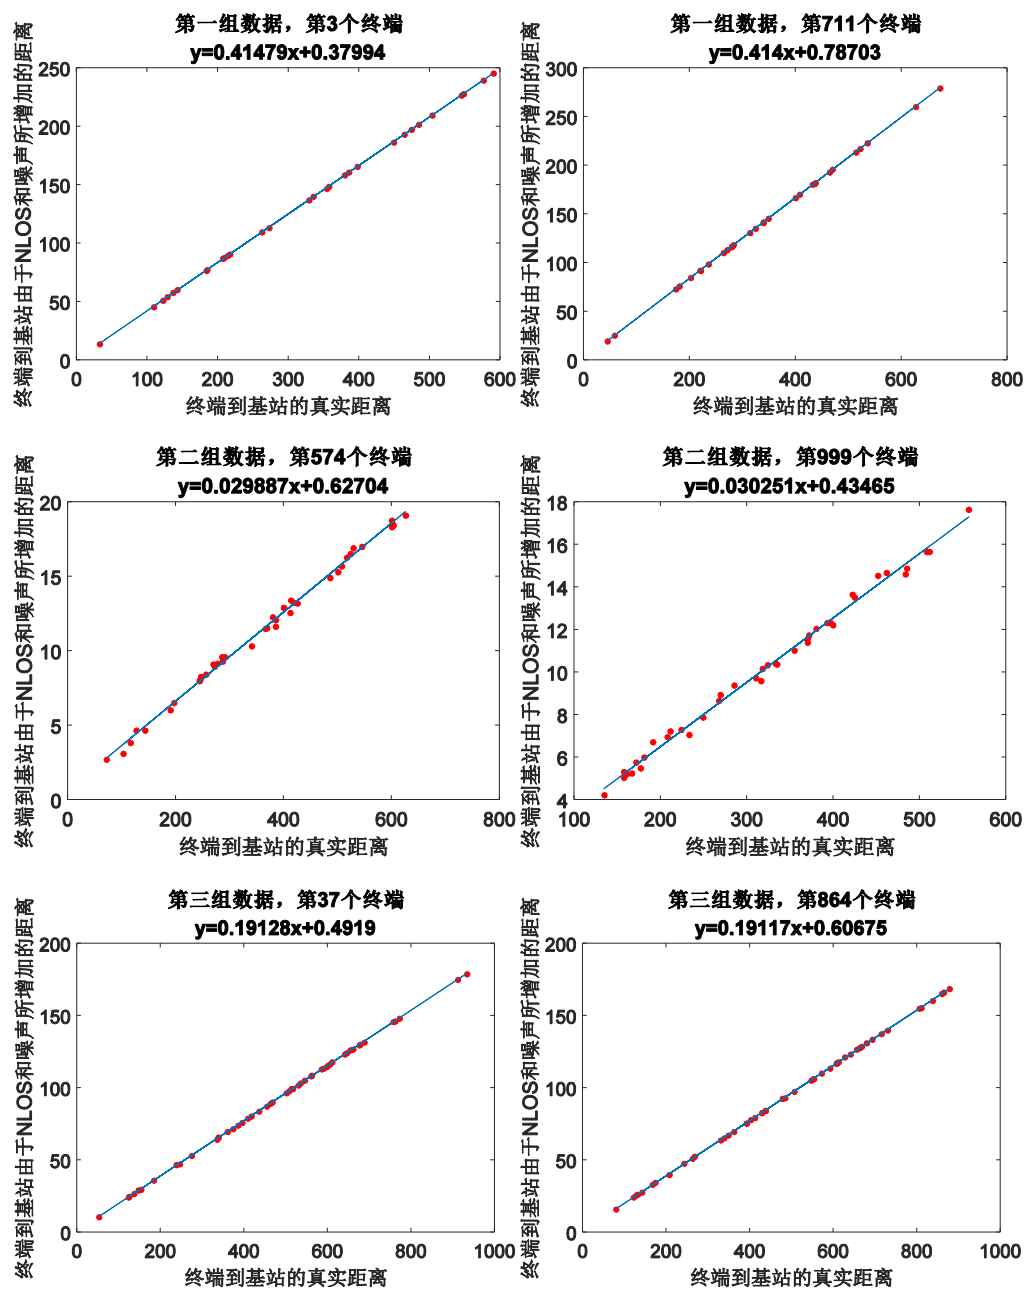 第一组数据，第3个终端
y=0.41479x+0.37994
终端到基站由于NLOS和噪声所增加的距离
250
200
150
100
50
0
0 100 200 300 400 500 600
终端到基站的真实距离
第一组数据，第711个终端
y=0.414x+0.78703
终端到基站由于NLOS和噪声所增加的距离
300
250
200
150
100
50
0
0 200 400 600 800
终端到基站的真实距离
第二组数据，第574个终端
y=0.029887x+0.62704
终端到基站由于NLOS和噪声所增加的距离
20
15
10
5
0
0 200 400 600 800
终端到基站的真实距离
第二组数据，第999个终端
y=0.030251x+0.43465
终端到基站由于NLOS和噪声所增加的距离
18
16
14
12
10
8
6
4
100 200 300 400 500 600
终端到基站的真实距离
第三组数据，第37个终端
y=0.19128x+0.4919
终端到基站由于NLOS和噪声所增加的距离
200
150
100
50
0
0 200 400 600 800 1000
终端到基站的真实距离
第三组数据，第864个终端
y=0.19117x+0.60675
终端到基站由于NLOS和噪声所增加的距离
200
150
100
50
0
0 200 400 600 800 1000
终端到基站的真实距离